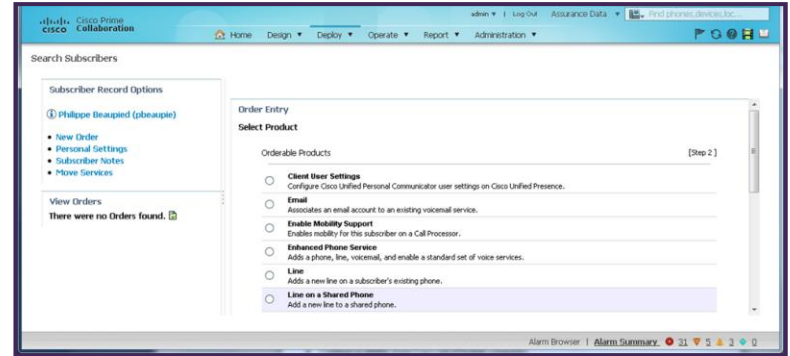 cisco Cisco Prime
Collaboration
admin ▼ | Log Out Assurance Data ▼ Find phones,devices,loc...
Home Design ▼ Deploy ▼ Operate ▼ Report ▼ Administration ▼
Search Subscribers
Subscriber Record Options
Philippe Beaupied (pbeaupie)
• New Order
• Personal Settings
• Subscriber Notes
• Move Services
View Orders
There were no Orders found.
Order Entry
Select Product
Orderable Products [Step 2 ]
Client User Settings
Configure Cisco Unified Personal Communicator user settings on Cisco Unified Presence.
Email
Associates an email account to an existing voicemail service.
Enable Mobility Support
Enables mobility for this subscriber on a Call Processor.
Enhanced Phone Service
Adds a phone, line, voicemail, and enable a standard set of voice services.
Line
Adds a new line on a subscriber's existing phone.
Line on a Shared Phone
Add a new line to a shared phone.
Alarm Browser | Alarm Summary 31 5 3 0